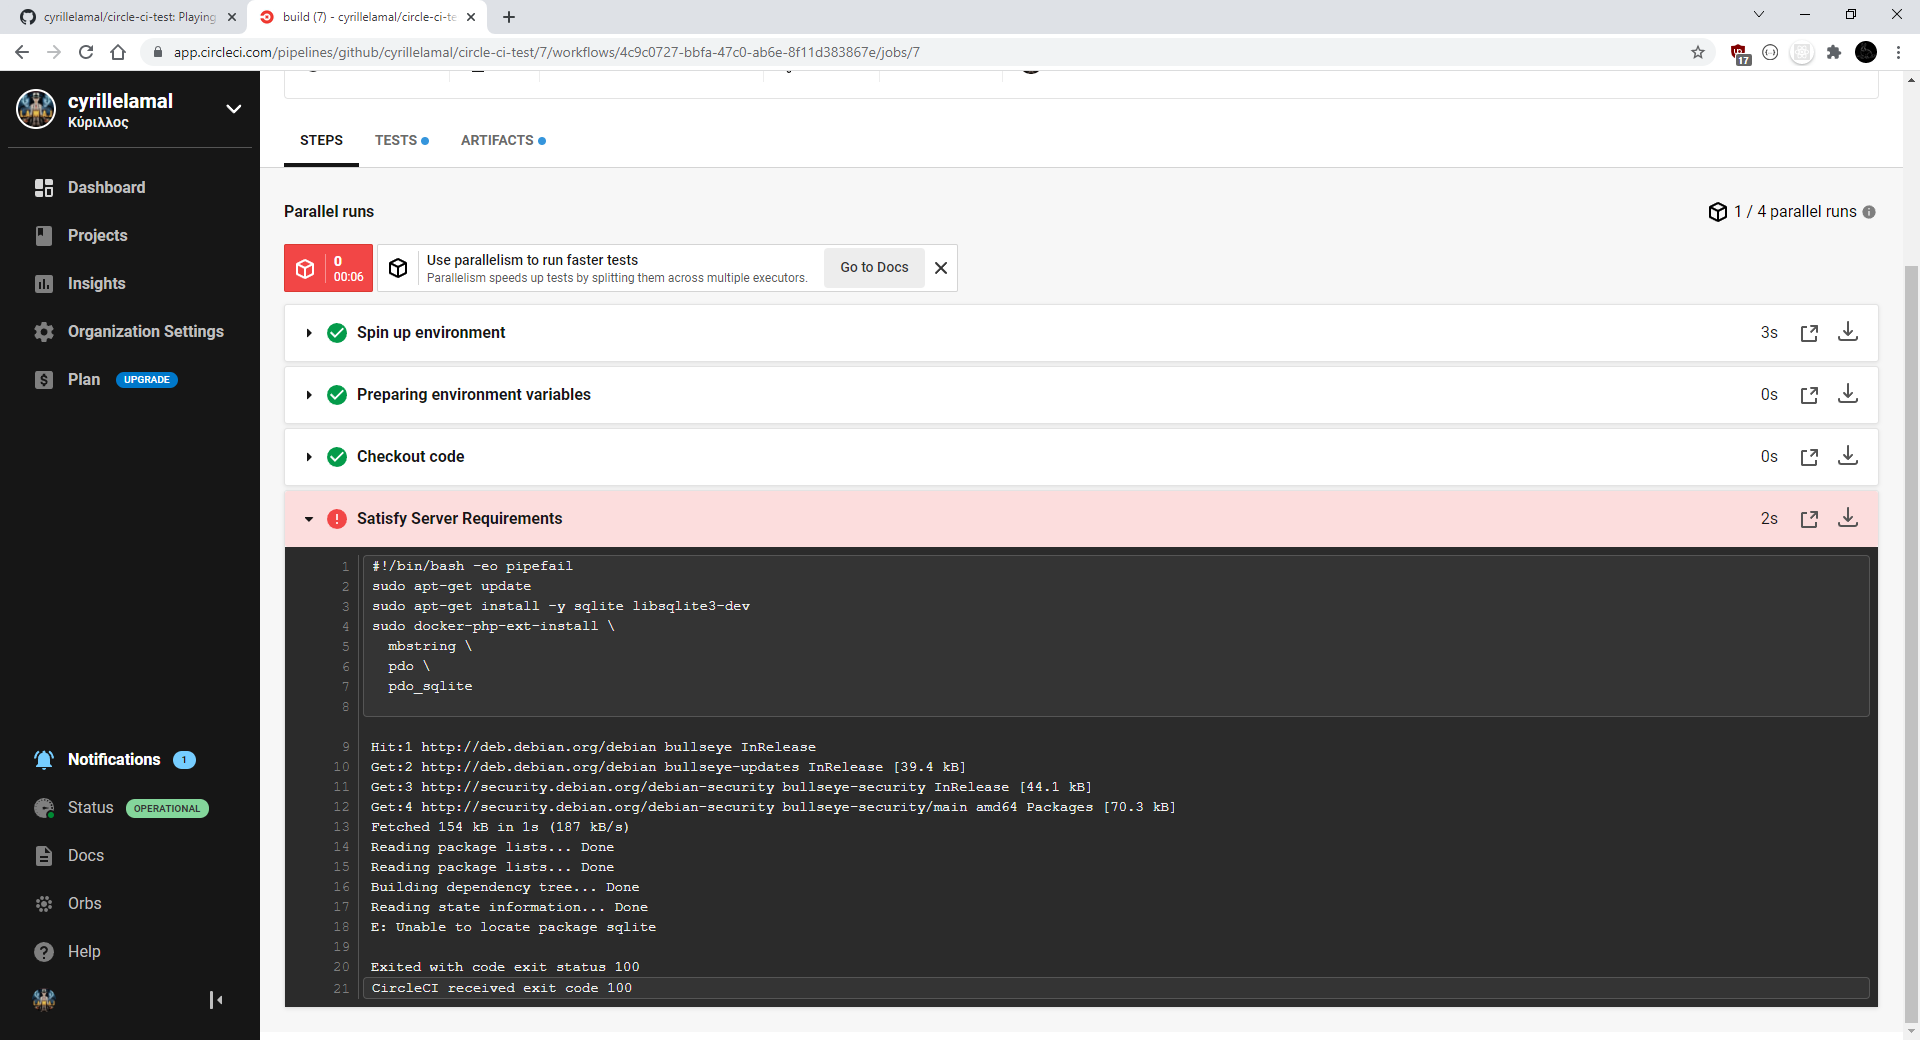 cyrillelamal/circle-ci-test: Playing
build (7) - cyrillelamal/circle-ci-te
app.circleci.com/pipelines/github/cyrillelamal/circle-ci-test/7/workflows/4c9c0727-bbfa-47c0-ab6e-8f11d383867e/jobs/7
17
cyrillelamal
Κύριλλος
Dashboard
Projects
Insights
Organization Settings
Plan UPGRADE
Notifications 1
Status OPERATIONAL
Docs
Orbs
Help
STEPS TESTS ARTIFACTS
Parallel runs
1 / 4 parallel runs
0
00:06
Use parallelism to run faster tests
Parallelism speeds up tests by splitting them across multiple executors.
Go to Docs
Spin up environment 3s
Preparing environment variables 0s
Checkout code 0s
Satisfy Server Requirements 2s
1 #!/bin/bash -eo pipefail
2 sudo apt-get update
3 sudo apt-get install -y sqlite libsqlite3-dev
4 sudo docker-php-ext-install \
5 mbstring \
6 pdo \
7 pdo_sqlite
8
9 Hit:1 http://deb.debian.org/debian bullseye InRelease
10 Get:2 http://deb.debian.org/debian bullseye-updates InRelease [39.4 kB]
11 Get:3 http://security.debian.org/debian-security bullseye-security InRelease [44.1 kB]
12 Get:4 http://security.debian.org/debian-security bullseye-security/main amd64 Packages [70.3 kB]
13 Fetched 154 kB in 1s (187 kB/s)
14 Reading package lists... Done
15 Reading package lists... Done
16 Building dependency tree... Done
17 Reading state information... Done
18 E: Unable to locate package sqlite
19
20 Exited with code exit status 100
21 CircleCI received exit code 100